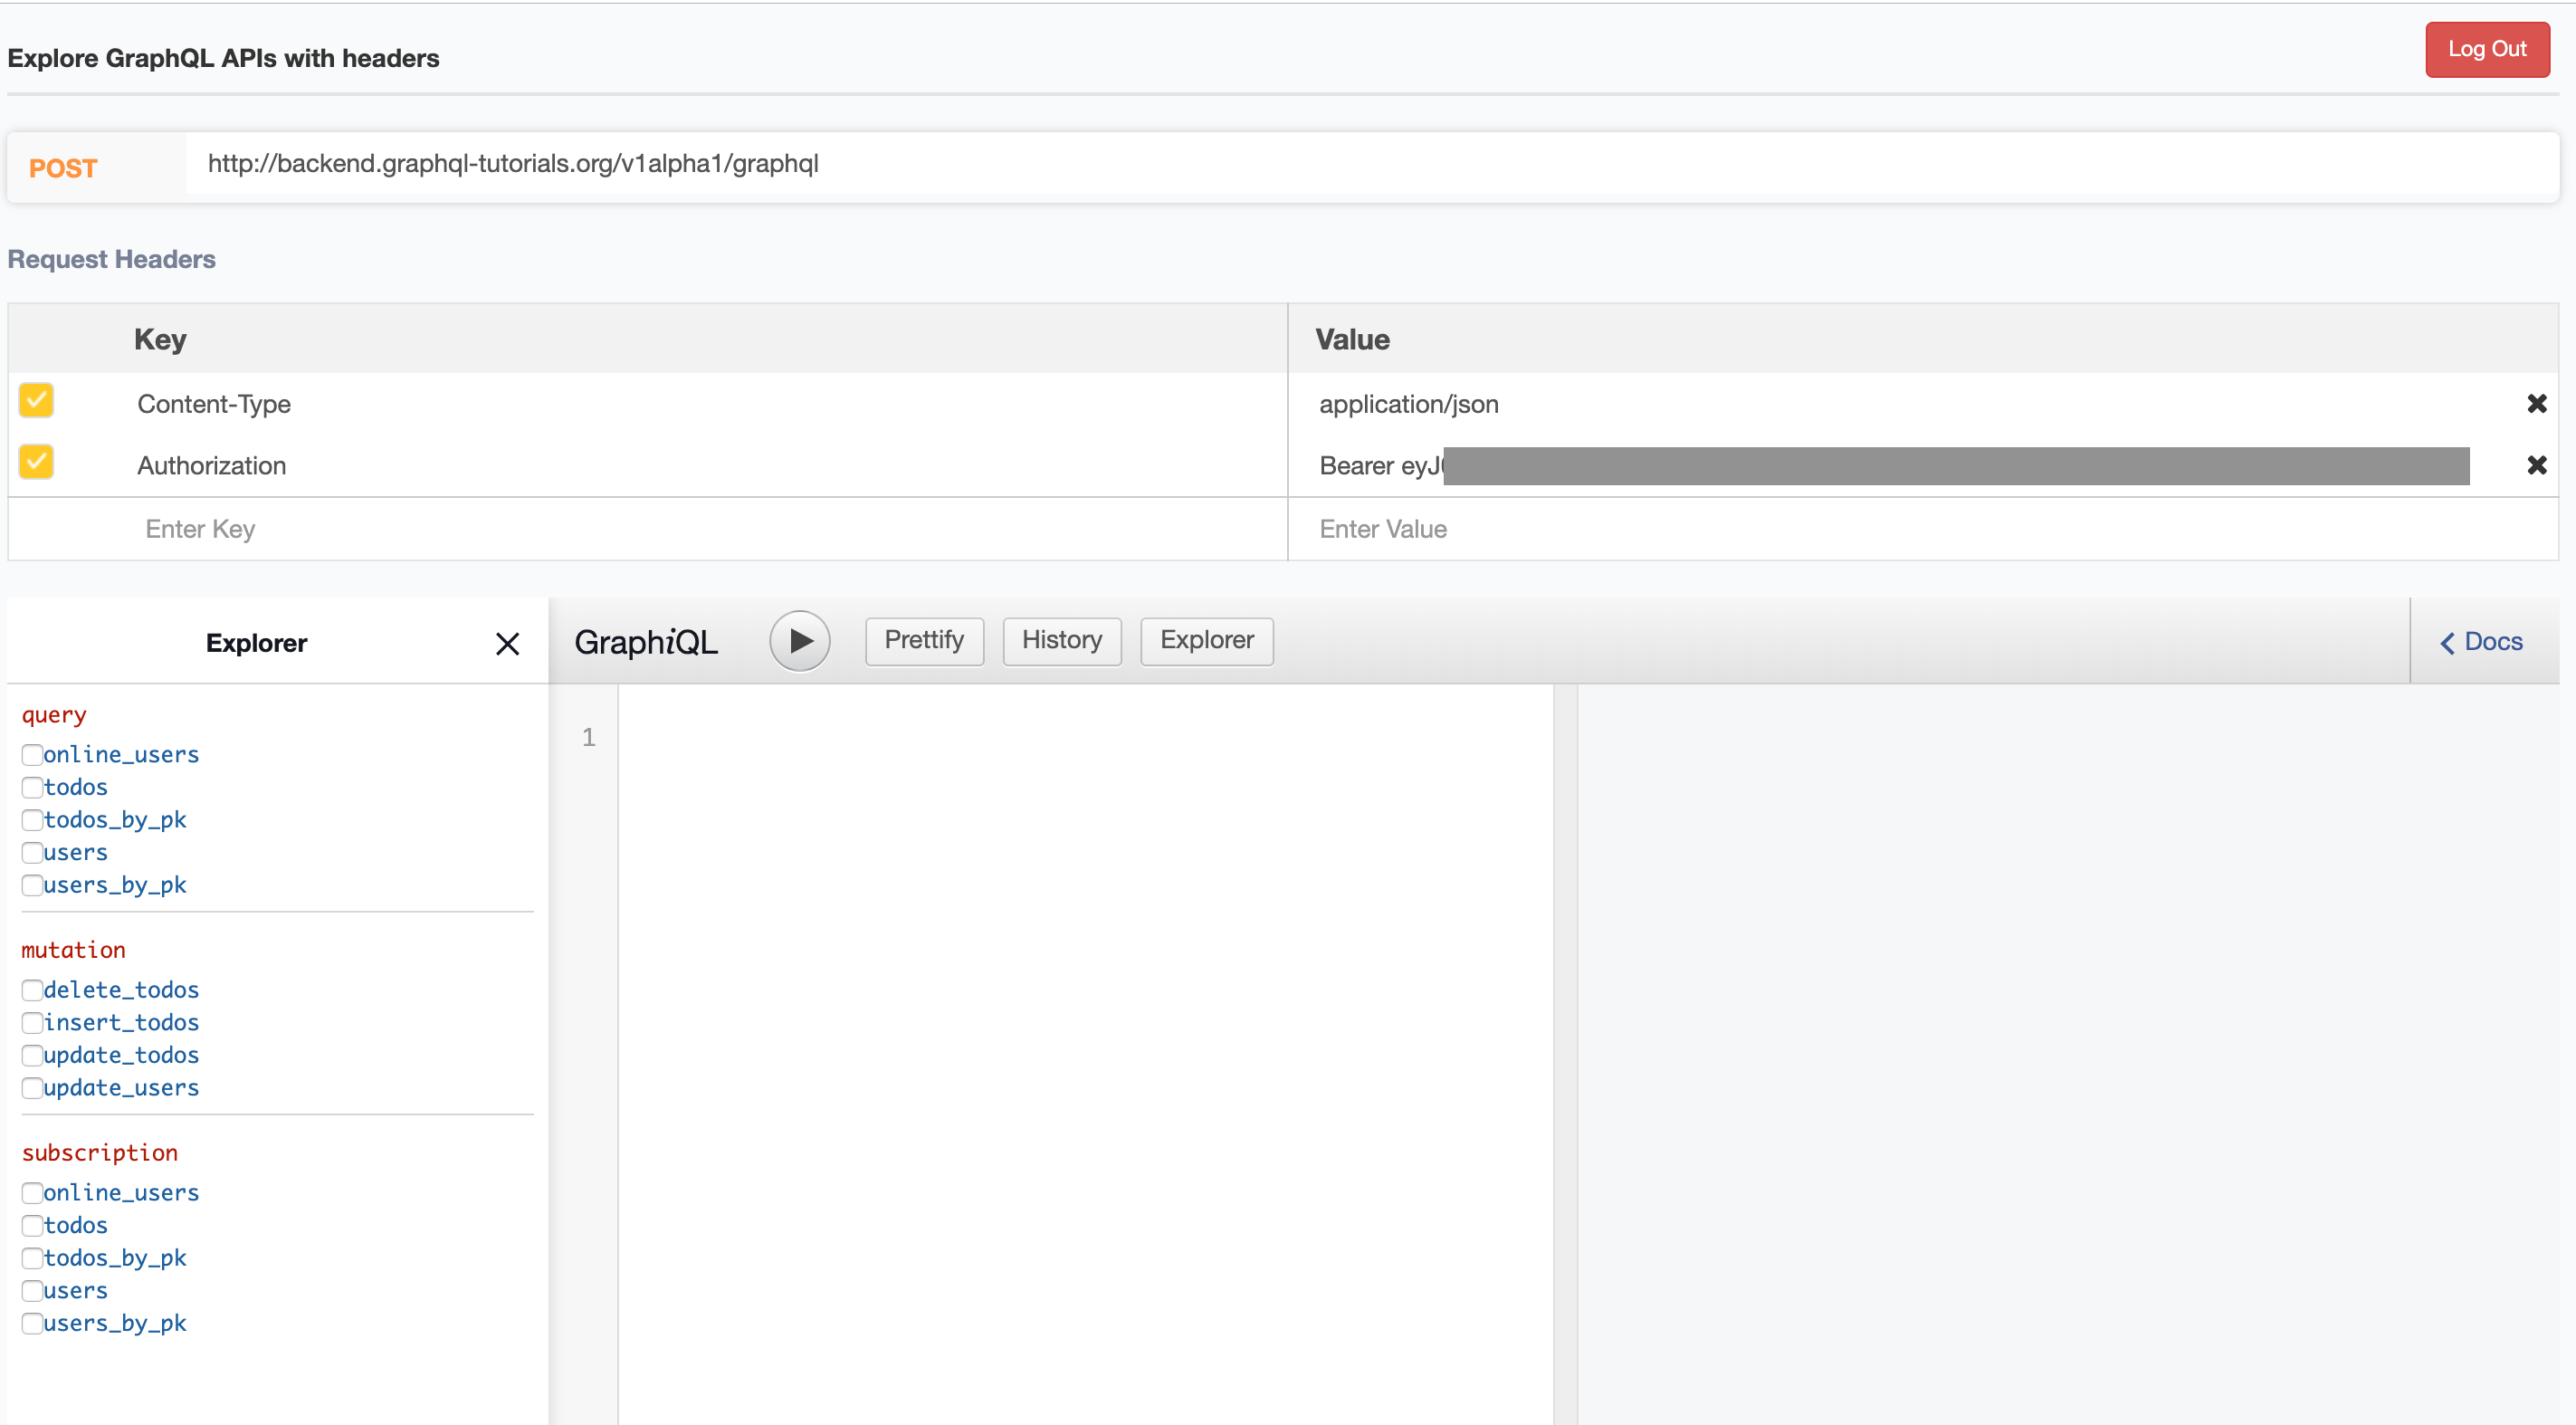 Explore GraphQL APIs with headers
Log Out
POST
http://backend.graphql-tutorials.org/v1alpha1/graphql
Request Headers
Key Value
Content-Type application/json
Authorization Bearer eyJ
Enter Key Enter Value
Explorer
GraphiQL Prettify History Explorer Docs
query
online_users
todos
todos_by_pk
users
users_by_pk
mutation
delete_todos
insert_todos
update_todos
update_users
subscription
online_users
todos
todos_by_pk
users
users_by_pk
1